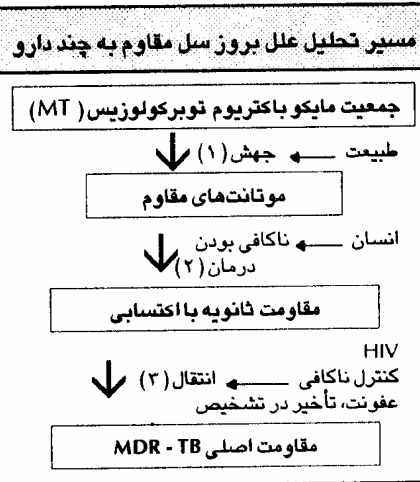 مسیر تحلیل علل بروز سل مقاوم به چند دارو
جمعیت مایکو باکتریوم توبرکولوزیس (MT)
طبیعت ← جهش (۱)
موتانت‌های مقاوم
انسان ← ناکافی بودن
درمان (۲)
مقاومت ثانویه با اکتسابی
HIV
کنترل ناکافی ← انتقال (۳)
عفونت، تأخیر در تشخیص
مقاومت اصلی MDR - TB